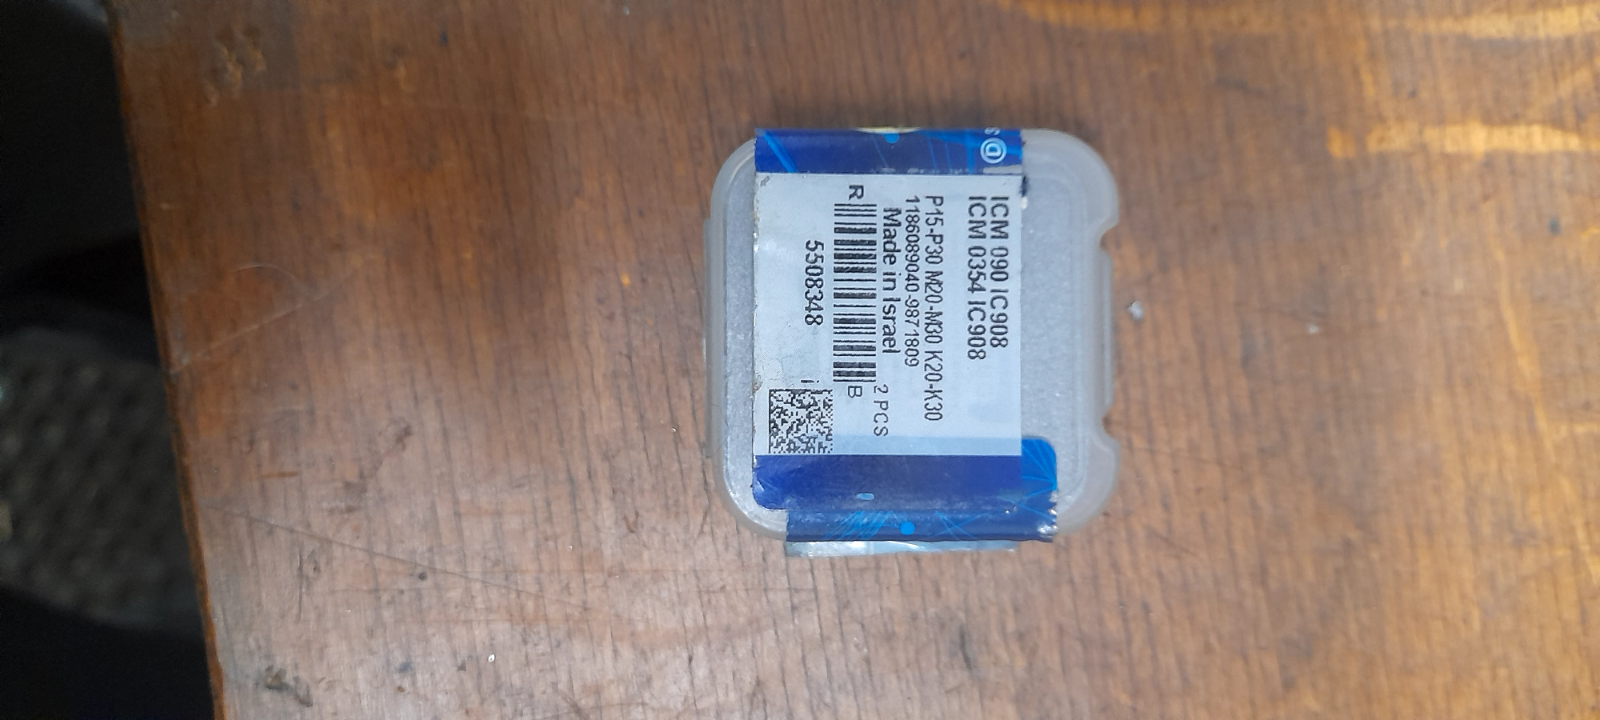 ICM 090 IC908
ICM 0354 IC908
P15-P30 M20-M30 K20-K30
1186089040-9871809
Made in Israel
2 PCS
R
B
5508348